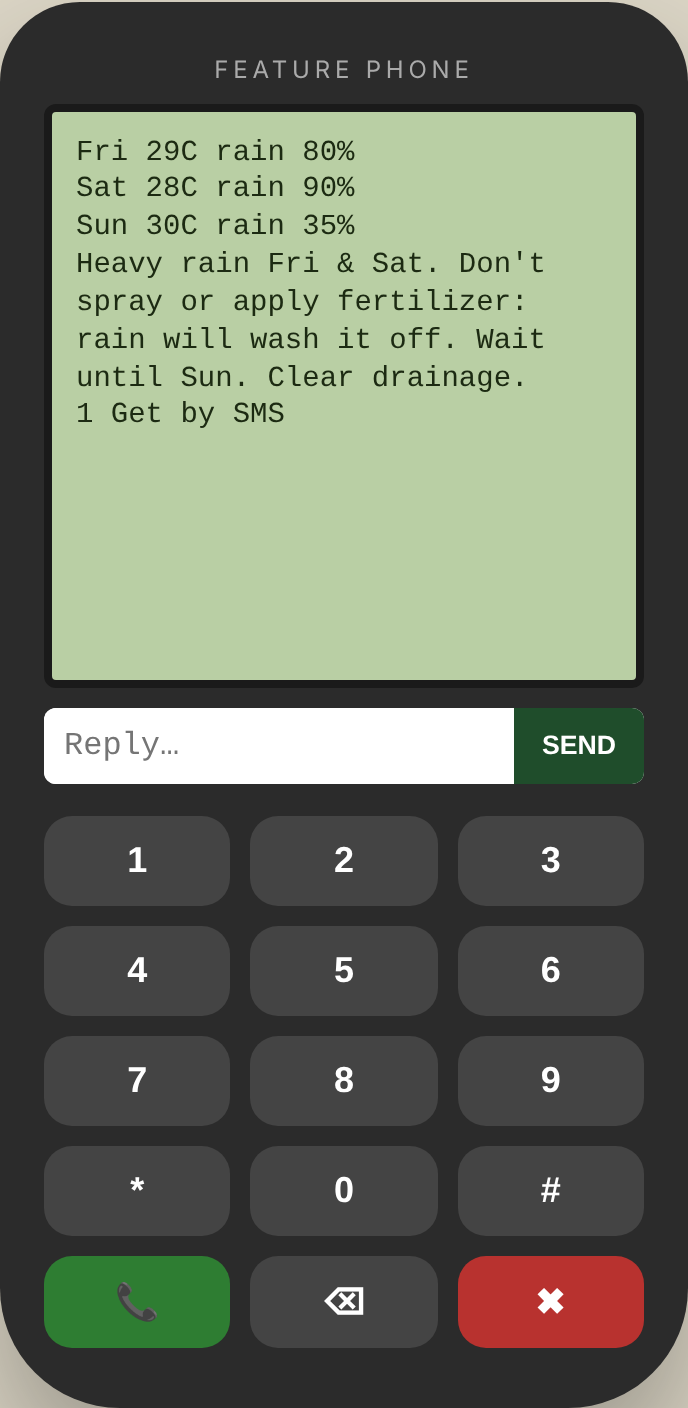 FEATURE PHONE
Fri 29C rain 80%
Sat 28C rain 90%
Sun 30C rain 35%
Heavy rain Fri & Sat. Don't
spray or apply fertilizer:
rain will wash it off. Wait
until Sun. Clear drainage.
1 Get by SMS
Reply…
SEND
1 2 3
4 5 6
7 8 9
* 0 #